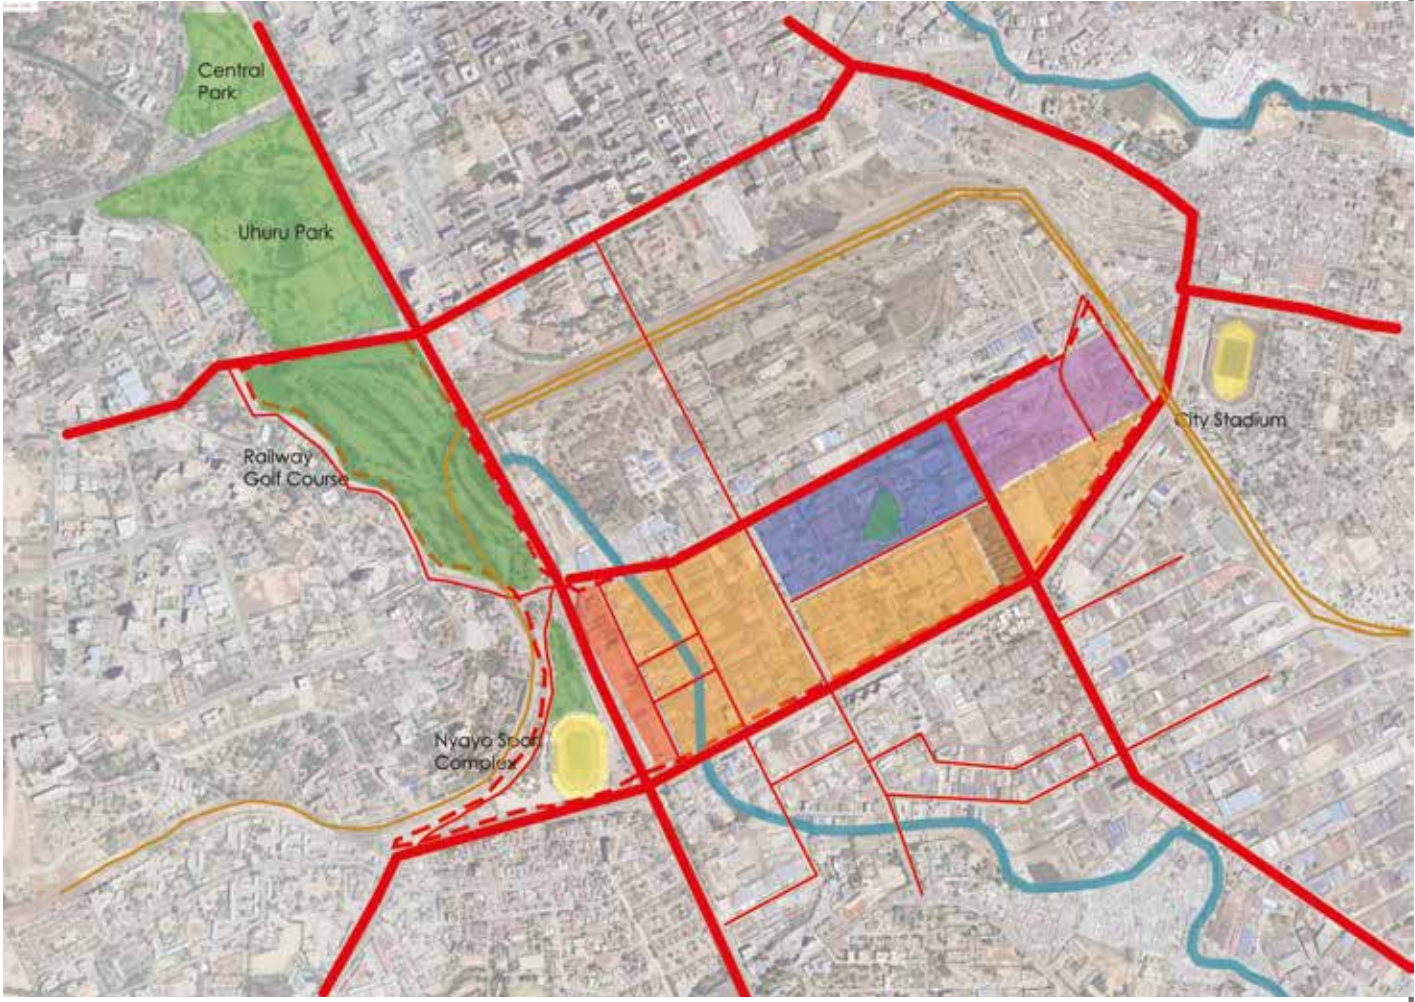 Central
Park
Uhuru Park
Railway
Golf Course
City Stadium
Nyayo Sport
Complex